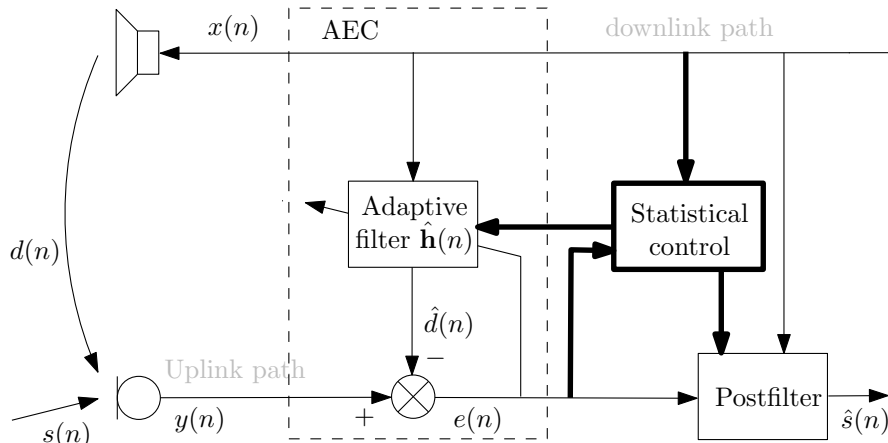 x(n)
AEC
downlink path
Adaptive
filter ĥ(n)
Statistical
control
d(n)
d̂(n)
−
Uplink path
Postfilter
+
s(n)
y(n)
e(n)
ŝ(n)